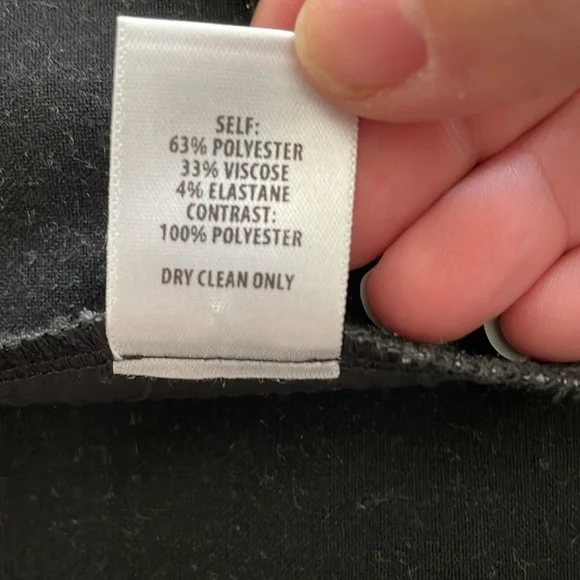 SELF:
63% POLYESTER
33% VISCOSE
4% ELASTANE
CONTRAST:
100% POLYESTER
DRY CLEAN ONLY